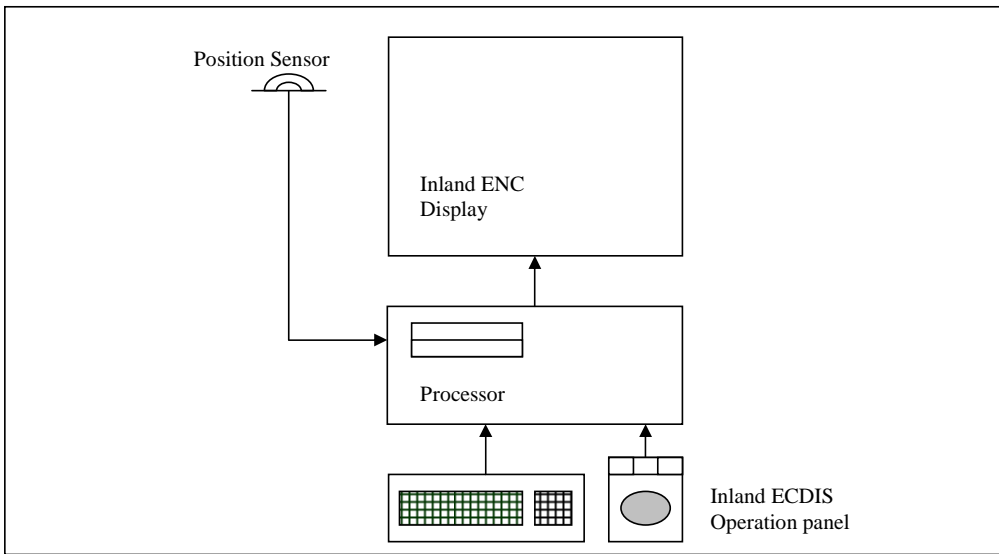 Position Sensor
Inland ENC
Display
Processor
Inland ECDIS
Operation panel